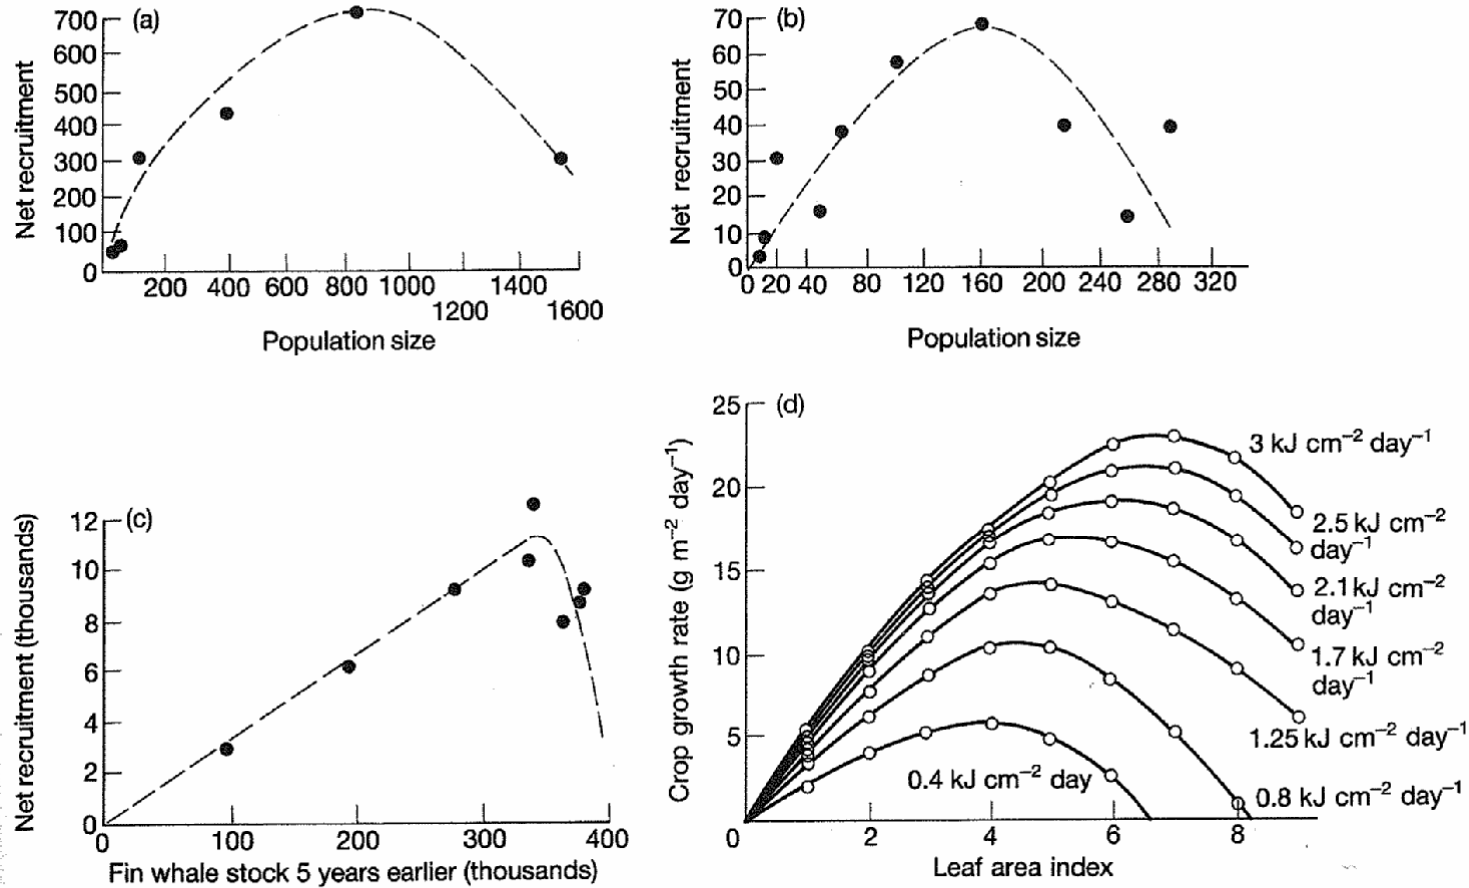 (a)
700
600
500
400
300
200
100
0
Net recruitment
200 400 600 800 1000 1400
1200 1600
Population size
(b)
70
60
50
40
30
20
10
0
Net recruitment
0 20 40 80 120 160 200 240 280 320
Population size
(c)
12
10
8
6
4
2
0
Net recruitment (thousands)
0 100 200 300 400
Fin whale stock 5 years earlier (thousands)
(d)
25
20
15
10
5
Crop growth rate (g m⁻² day⁻¹)
3 kJ cm⁻² day⁻¹
2.5 kJ cm⁻²
day⁻¹
2.1 kJ cm⁻²
day⁻¹
1.7 kJ cm⁻²
day⁻¹
1.25 kJ cm⁻² day⁻¹
0.8 kJ cm⁻² day⁻¹
0.4 kJ cm⁻² day
0 2 4 6 8
Leaf area index